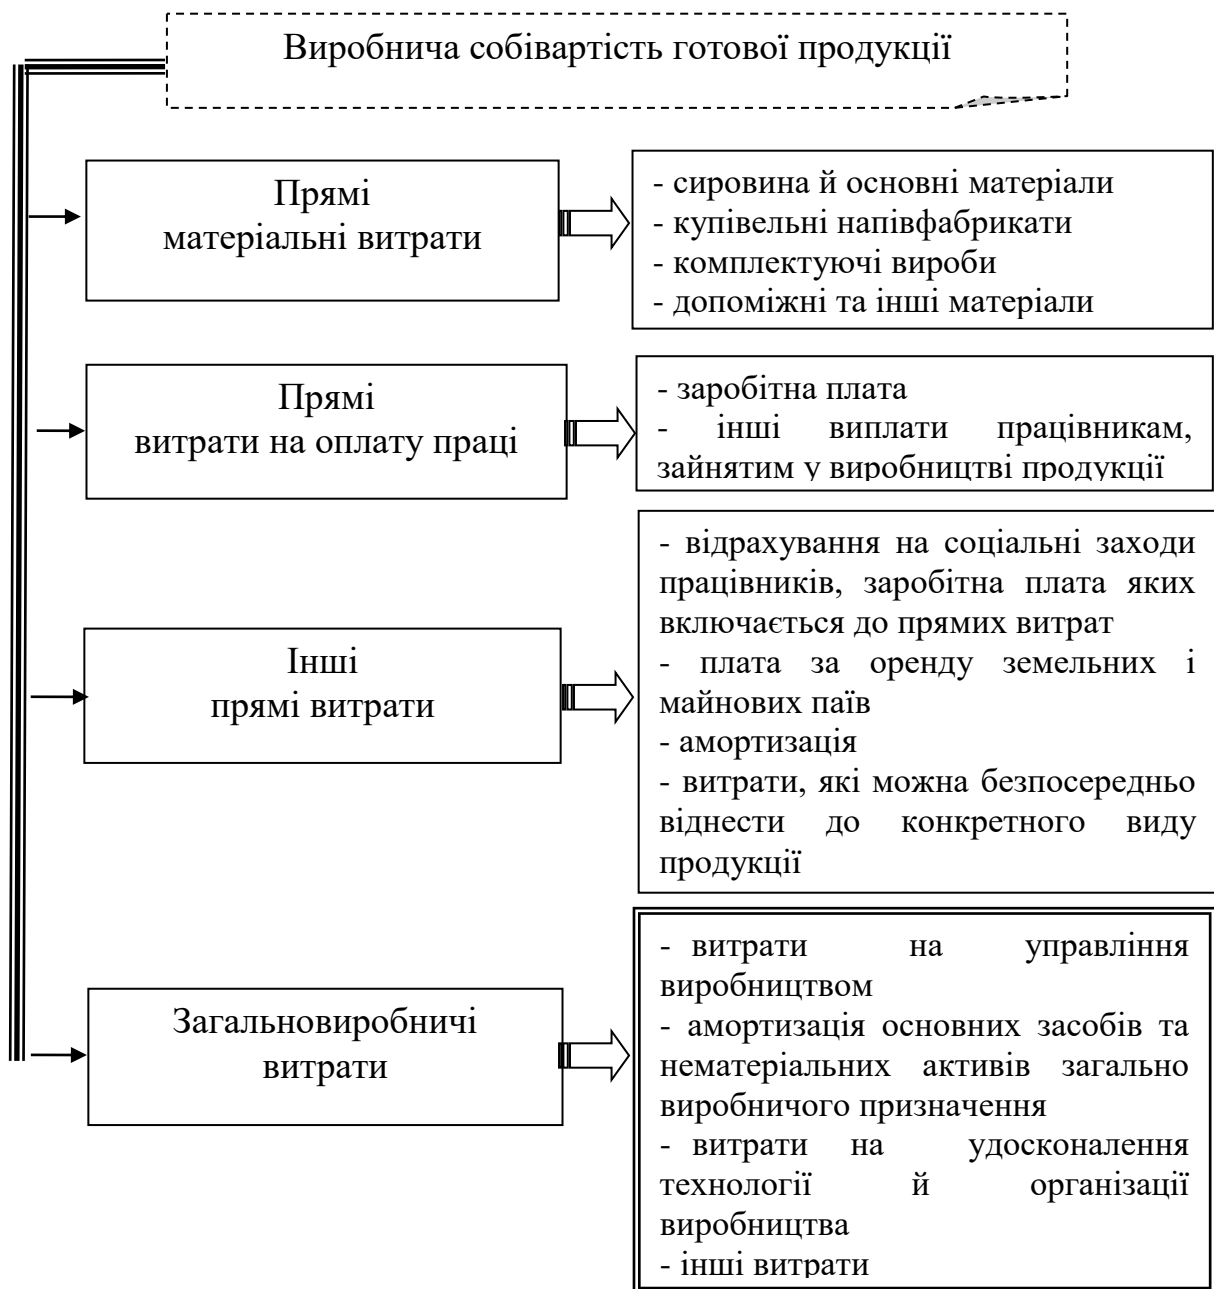 Виробнича собівартість готової продукції
Прямі
матеріальні витрати
- сировина й основні матеріали
- купівельні напівфабрикати
- комплектуючі вироби
- допоміжні та інші матеріали
Прямі
витрати на оплату праці
- заробітна плата
- інші виплати працівникам,
зайнятим у виробництві продукції
Інші
прямі витрати
- відрахування на соціальні заходи
працівників, заробітна плата яких
включається до прямих витрат
- плата за оренду земельних і
майнових паїв
- амортизація
- витрати, які можна безпосередньо
віднести до конкретного виду
продукції
Загальновиробничі
витрати
- витрати на управління
виробництвом
- амортизація основних засобів та
нематеріальних активів загально
виробничого призначення
- витрати на удосконалення
технології й організації
виробництва
- інші витрати